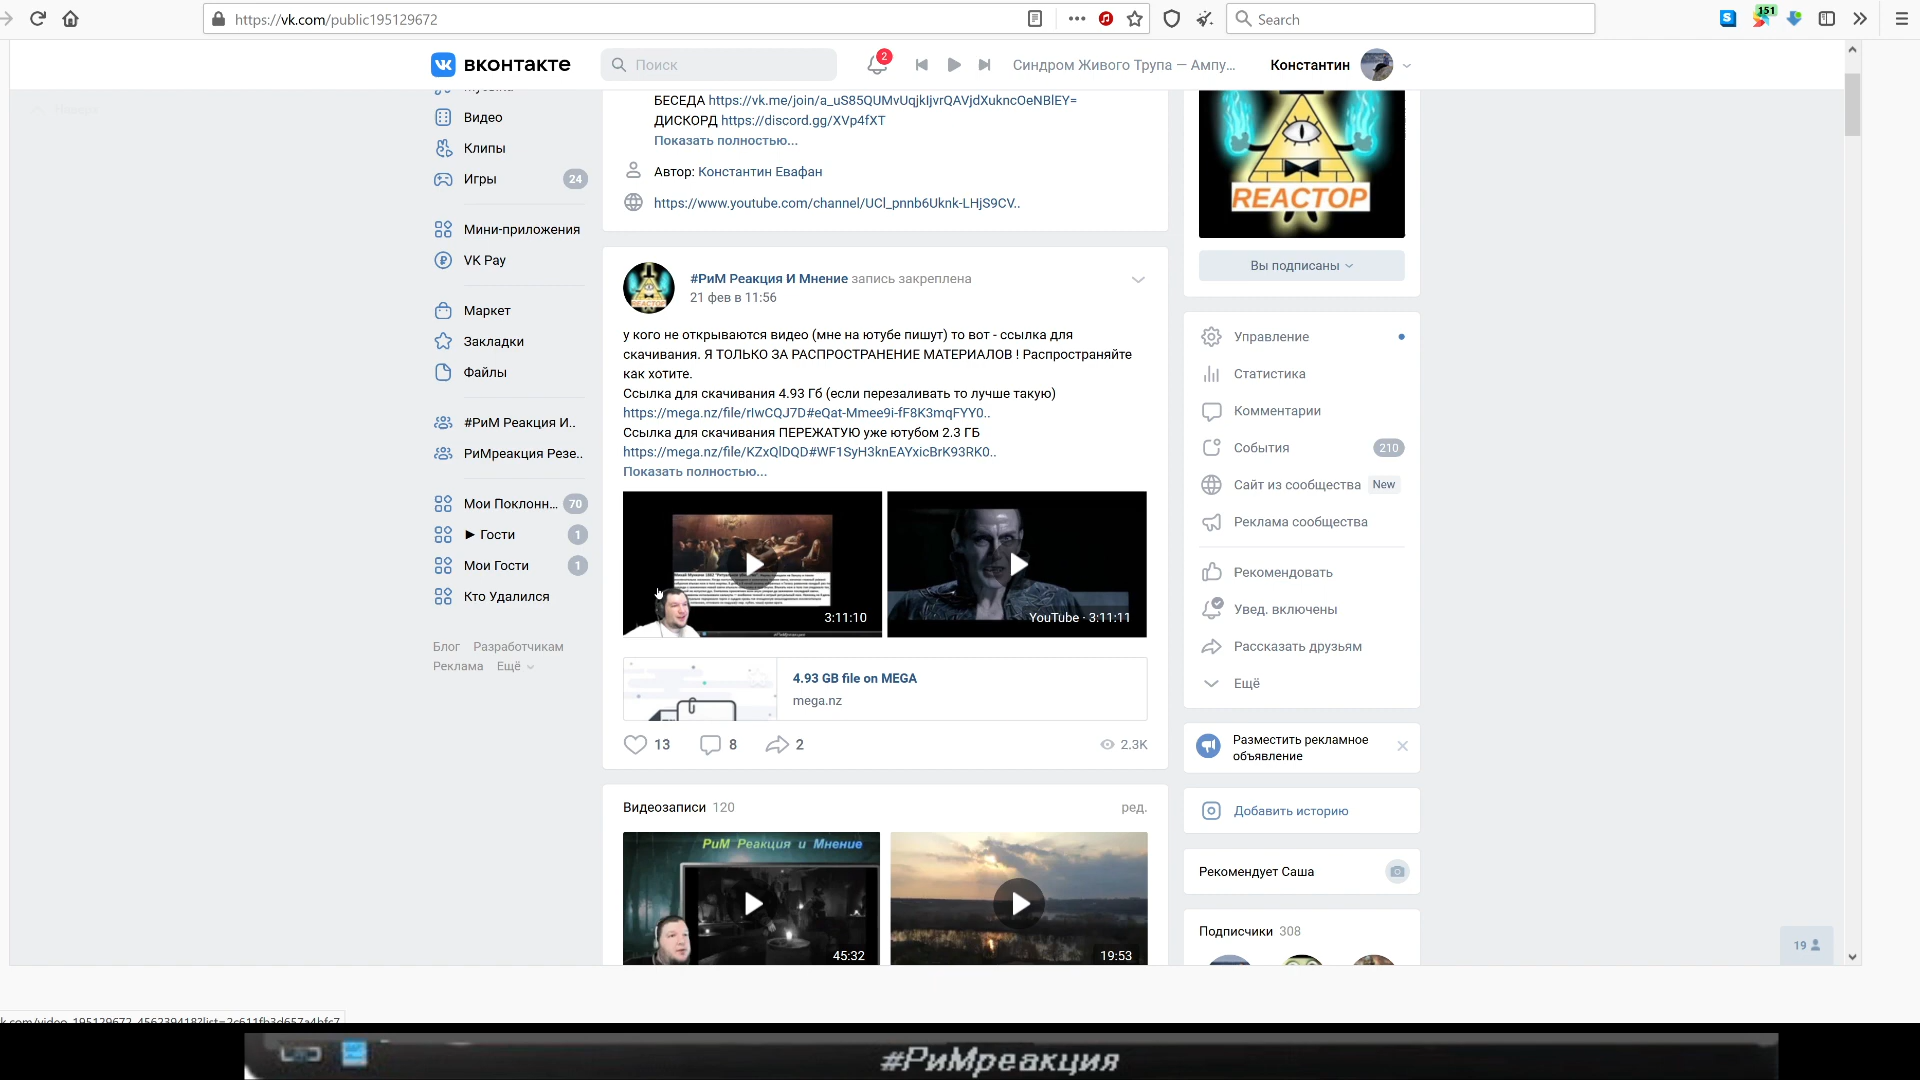 https://vk.com/public195129672
Search
151
вконтакте
Поиск
2
Синдром Живого Трупа — Ампу...
Константин
Видео
Клипы
Игры 24
Мини-приложения
VK Pay
Маркет
Закладки
Файлы
#РиМ Реакция И..
РиМреакция Резе..
Мои Поклонн... 70
► Гости 1
Мои Гости 1
Кто Удалился
Блог Разработчикам
Реклама Ещё
БЕСЕДА https://vk.me/join/a_uS85QUMvUqjkljvrQAVjdXukncOeNBlEY=
ДИСКОРД https://discord.gg/XVp4fXT
Показать полностью...
Автор: Константин Евафан
https://www.youtube.com/channel/UCl_pnnb6Uknk-LHjS9CV..
#РиМ Реакция И Мнение запись закреплена
21 фев в 11:56
у кого не открываются видео (мне на ютубе пишут) то вот - ссылка для
скачивания. Я ТОЛЬКО ЗА РАСПРОСТРАНЕНИЕ МАТЕРИАЛОВ ! Распространяйте
как хотите.
Ссылка для скачивания 4.93 Гб (если перезаливать то лучше такую)
https://mega.nz/file/rIwCQJ7D#eQat-Mmee9i-fF8K3mqFYY0..
Ссылка для скачивания ПЕРЕЖАТУЮ уже ютубом 2.3 ГБ
https://mega.nz/file/KZxQlDQD#WF1SyH3knEAYxicBrK93RK0..
Показать полностью...
3:11:10
YouTube · 3:11:11
4.93 GB file on MEGA
mega.nz
13 8 2 2.3K
Видеозаписи 120 ред.
РиМ Реакция и Мнение
45:32
19:53
REACTOR
Вы подписаны
Управление
Статистика
Комментарии
События 210
Сайт из сообщества New
Реклама сообщества
Рекомендовать
Увед. включены
Рассказать друзьям
Ещё
Разместить рекламное
объявление
Добавить историю
Рекомендует Саша
Подписчики 308
19
#РиМреакция